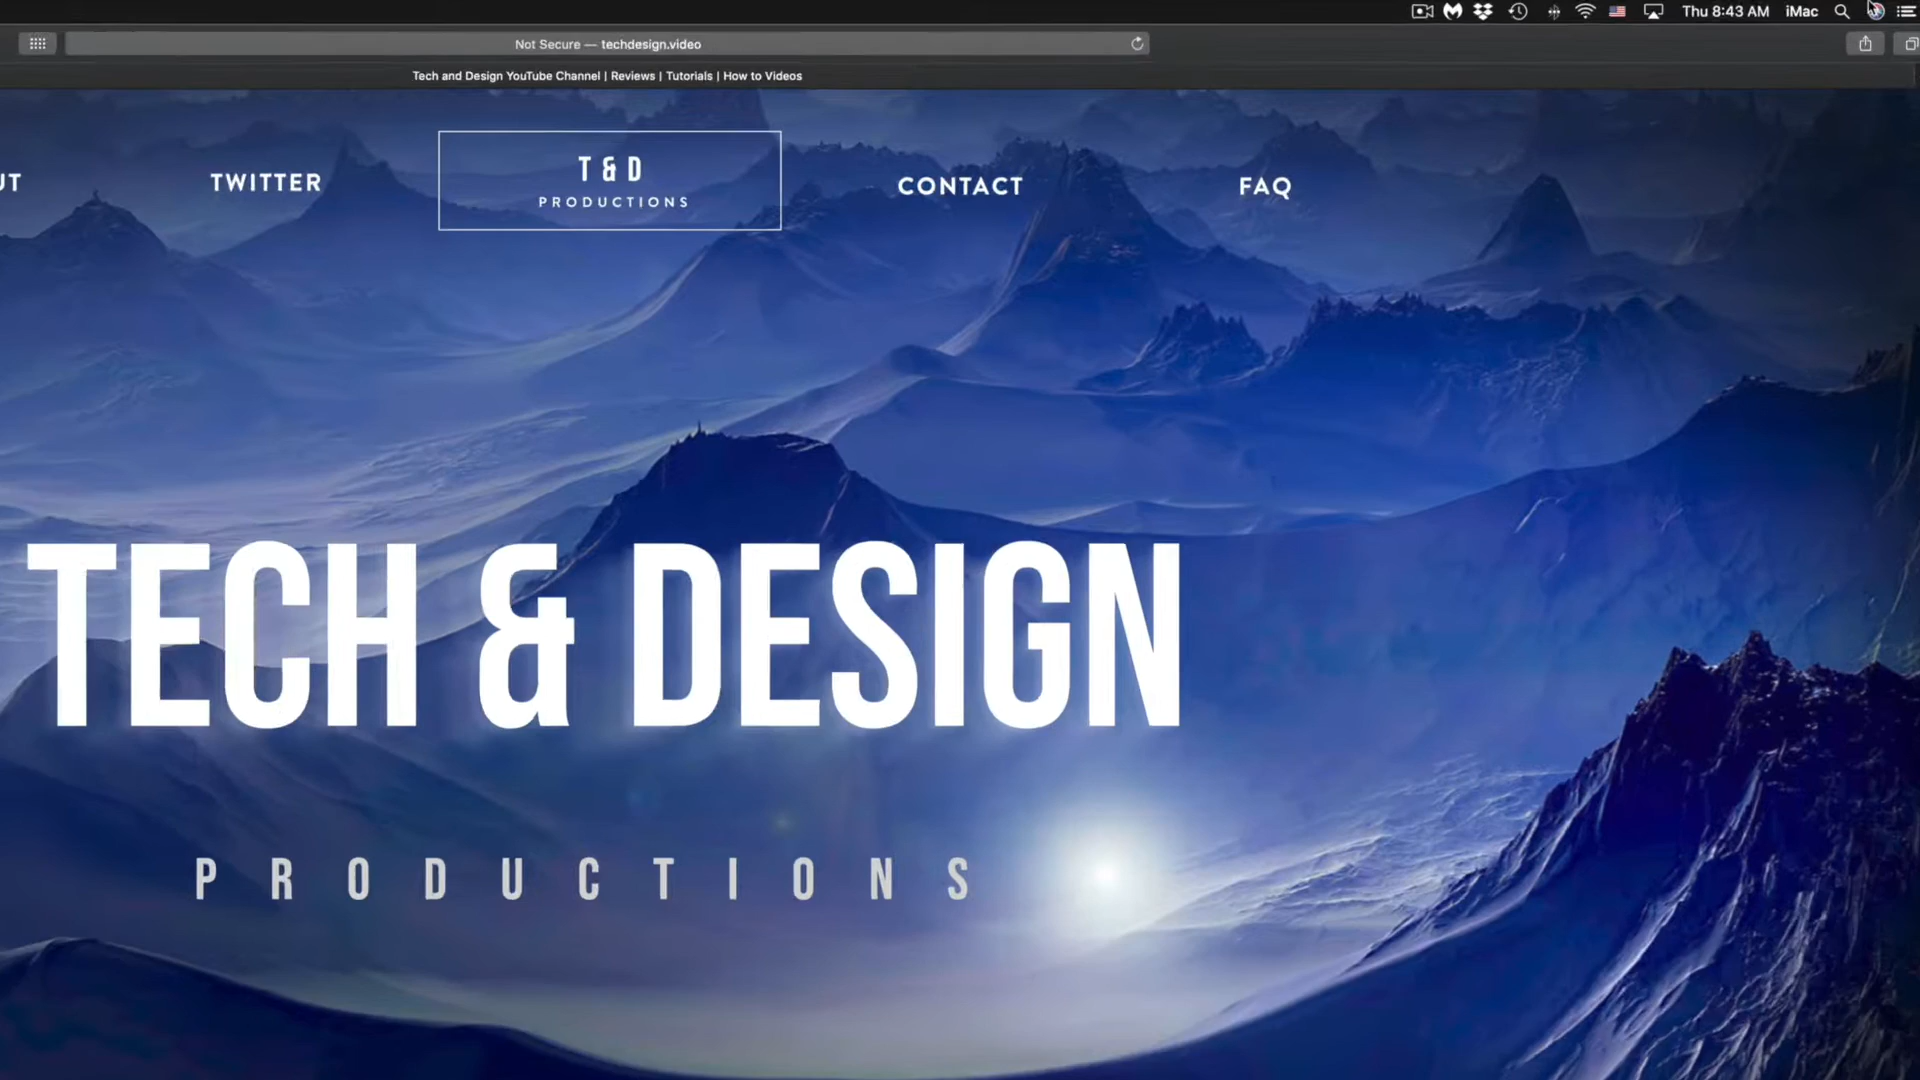 Thu 8:43 AM iMac
Not Secure — techdesign.video
Tech and Design YouTube Channel | Reviews | Tutorials | How to Videos
UT
TWITTER
T & D
PRODUCTIONS
CONTACT
FAQ
TECH & DESIGN
PRODUCTIONS